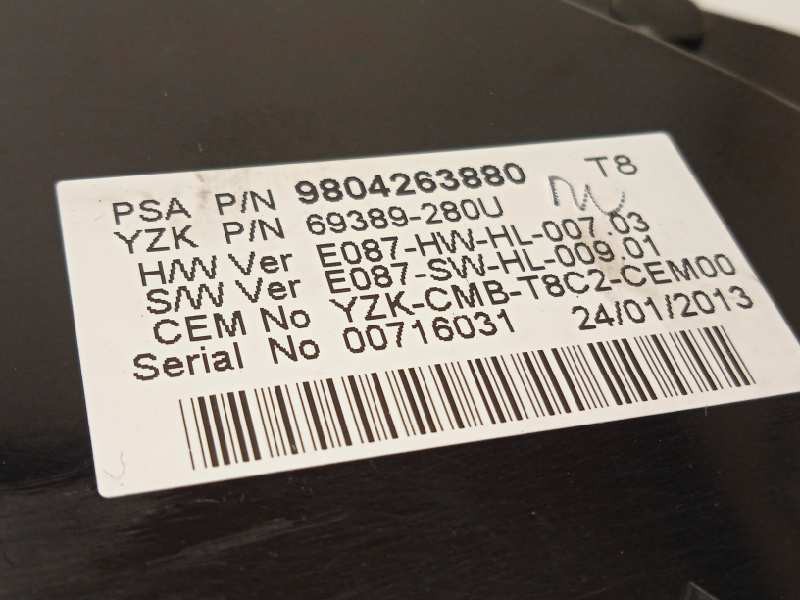 PSA P/N 9804263880 T8
YZK P/N 69389-280U
H/W Ver E087-HW-HL-007.03
S/W Ver E087-SW-HL-009.01
CEM No YZK-CMB-T8C2-CEM00
Serial No 00716031 24/01/2013